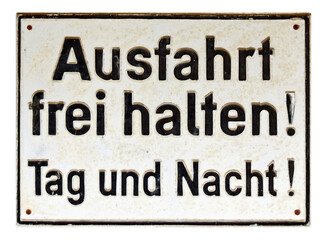 Ausfahrt
frei halten!
Tag und Nacht!